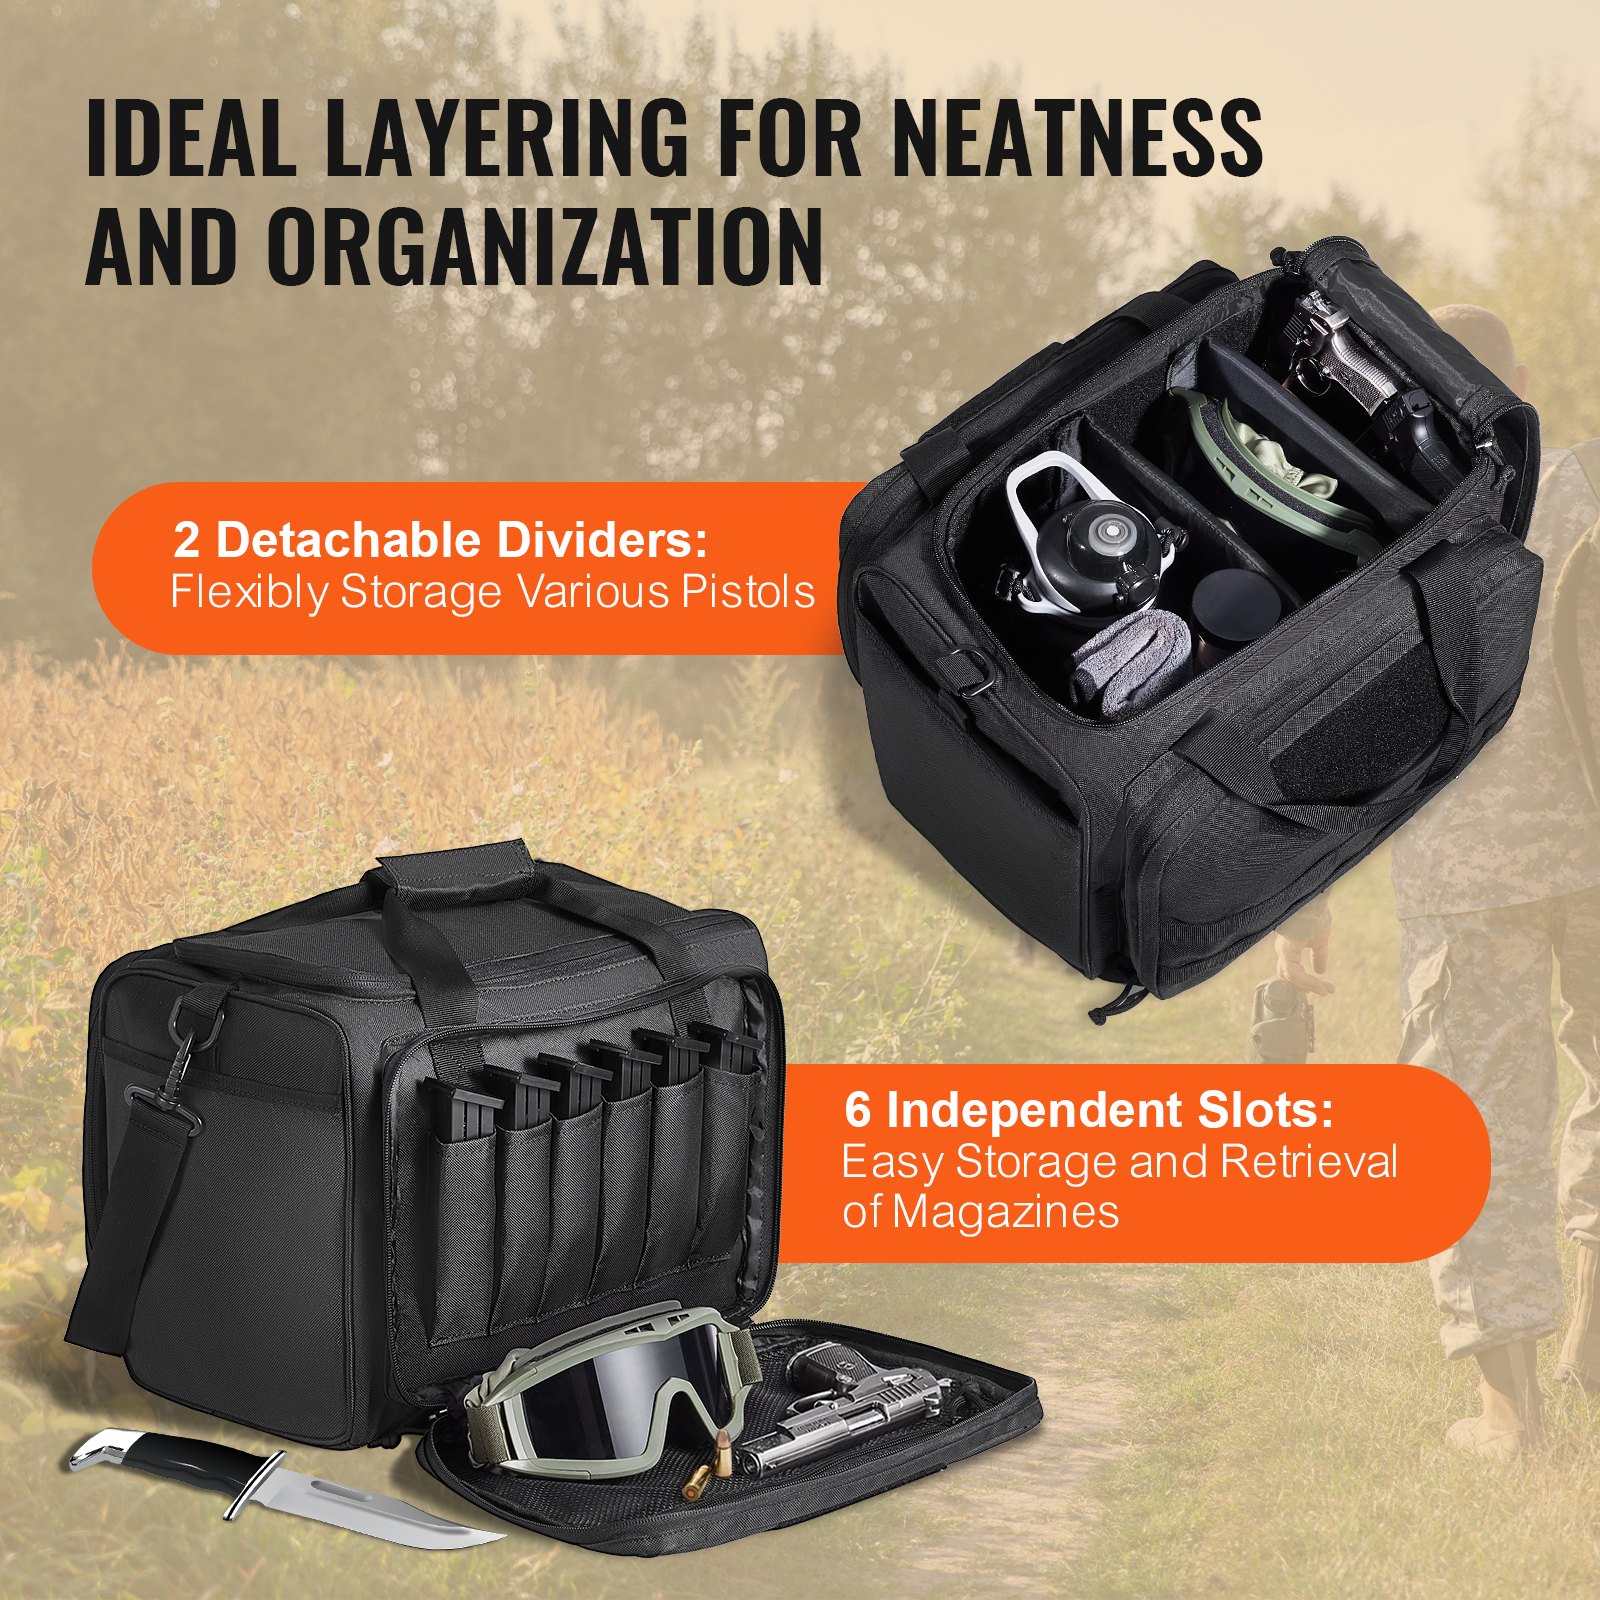 IDEAL LAYERING FOR NEATNESS
AND ORGANIZATION
2 Detachable Dividers:
Flexibly Storage Various Pistols
6 Independent Slots:
Easy Storage and Retrieval
of Magazines